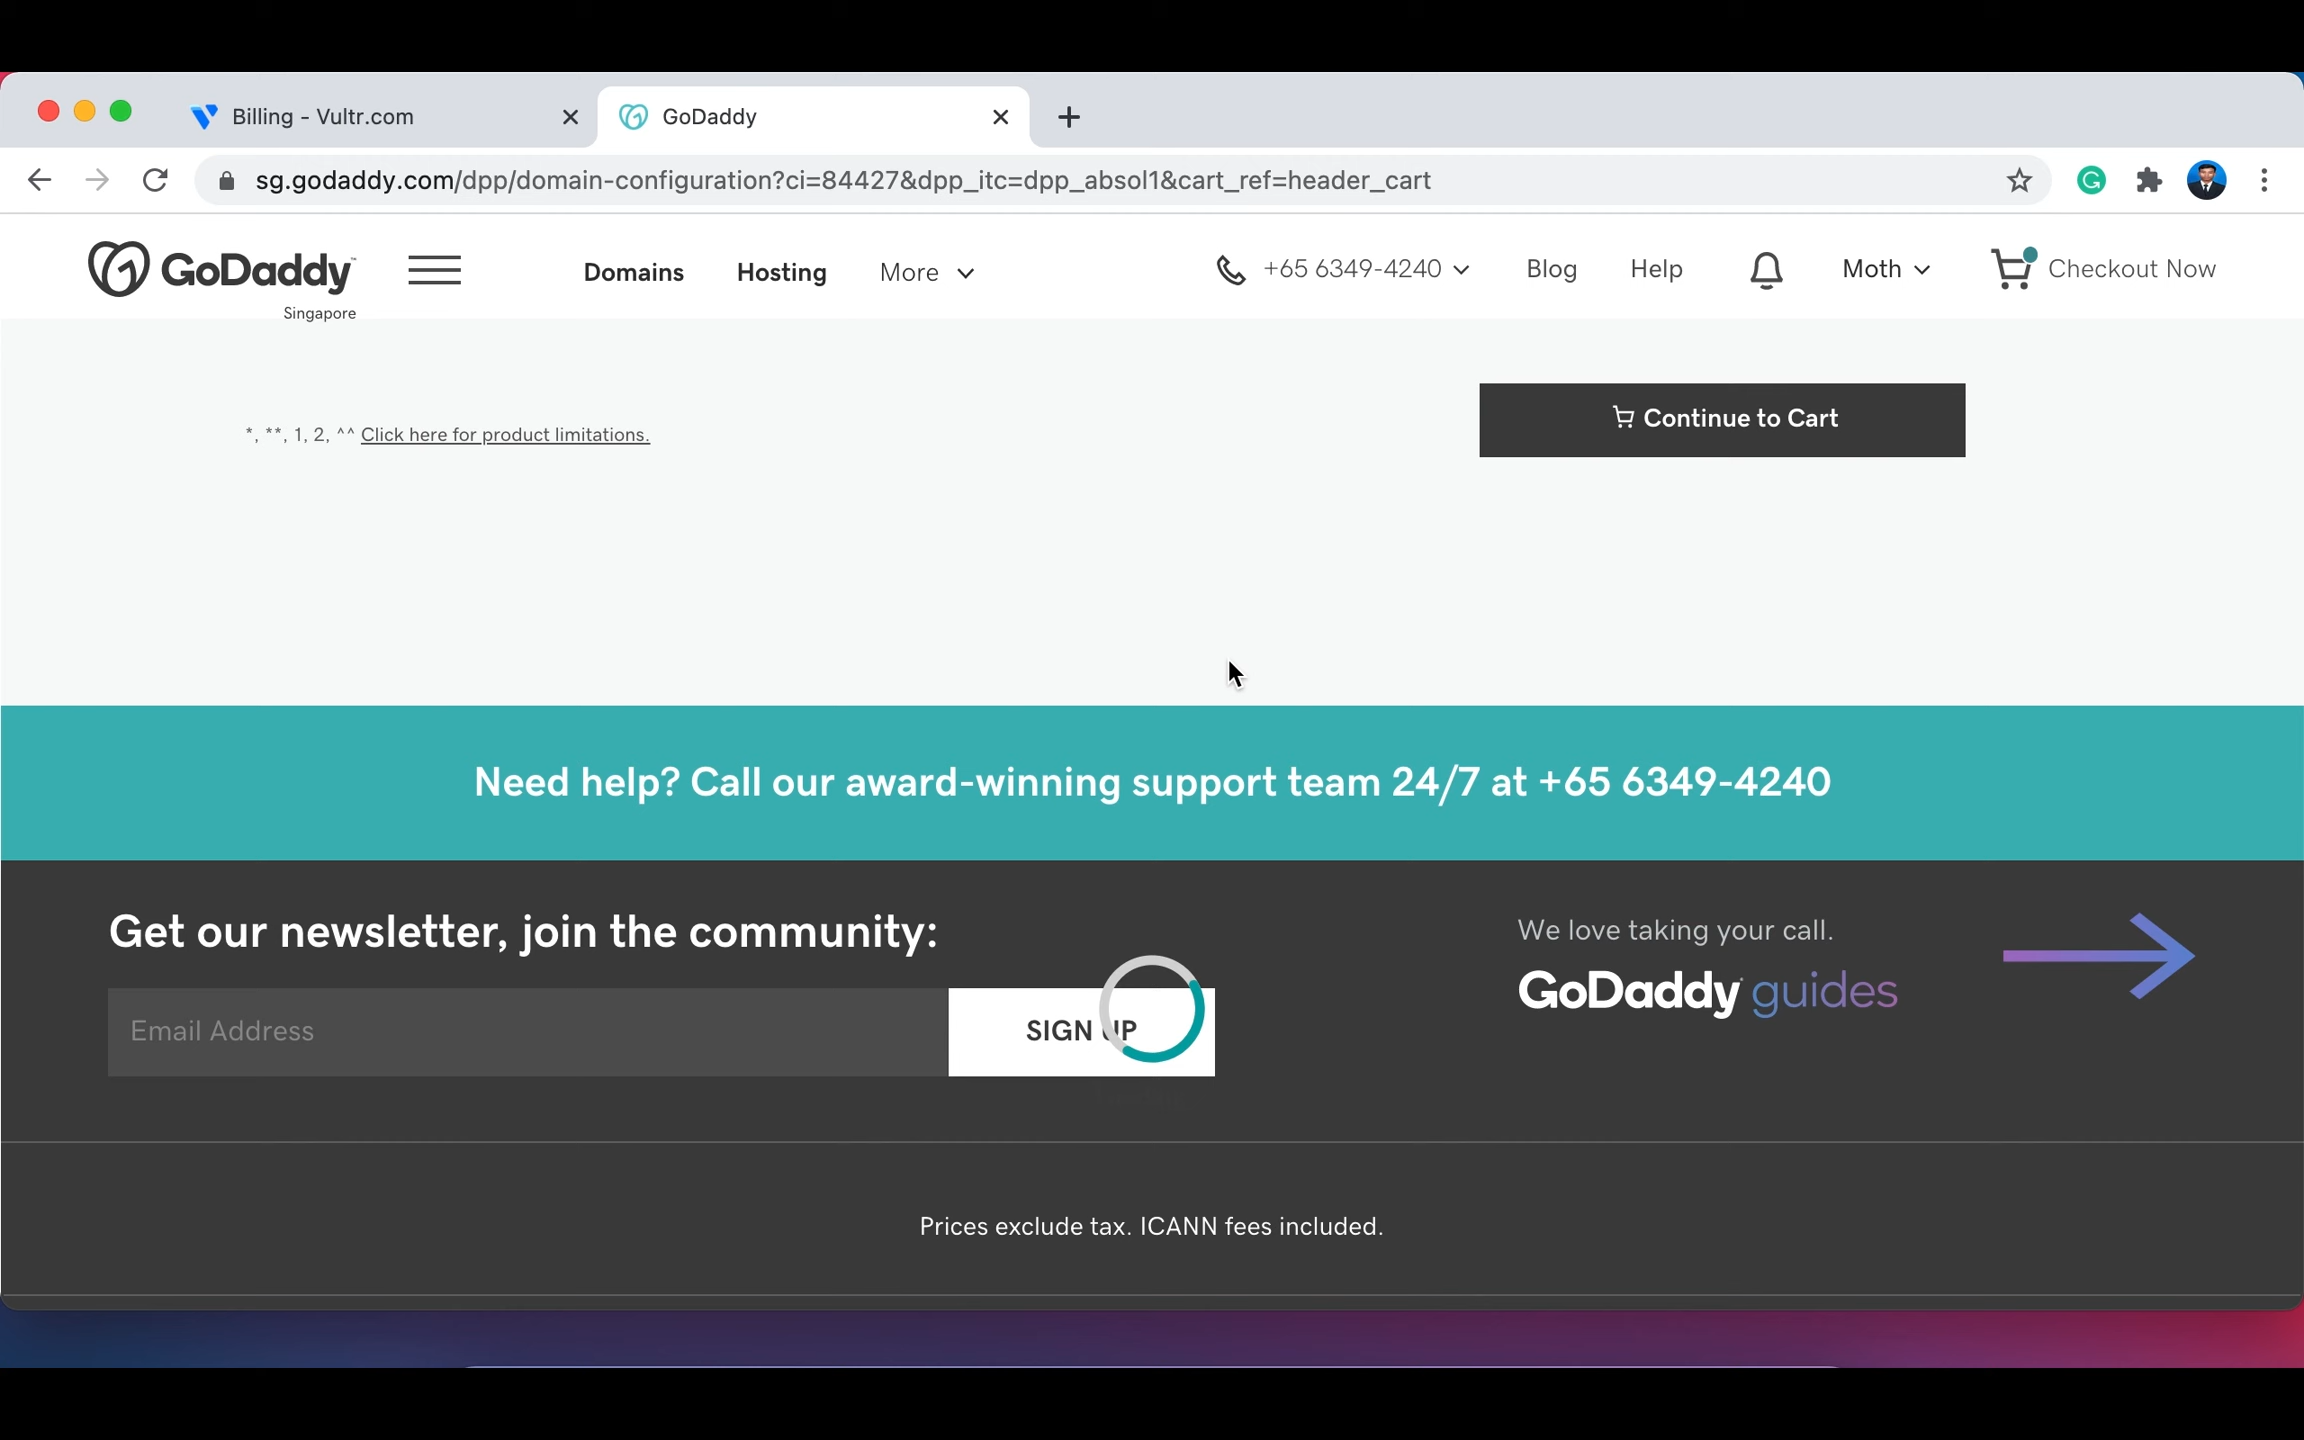 Billing - Vultr.com
GoDaddy
sg.godaddy.com/dpp/domain-configuration?ci=84427&dpp_itc=dpp_absol1&cart_ref=header_cart
GoDaddy
Singapore
Domains
Hosting
More
+65 6349-4240
Blog
Help
Moth
Checkout Now
*, **, 1, 2, ^^ Click here for product limitations.
Continue to Cart
Need help? Call our award-winning support team 24/7 at +65 6349-4240
Get our newsletter, join the community:
Email Address
SIGN UP
We love taking your call.
GoDaddy guides
Prices exclude tax. ICANN fees included.